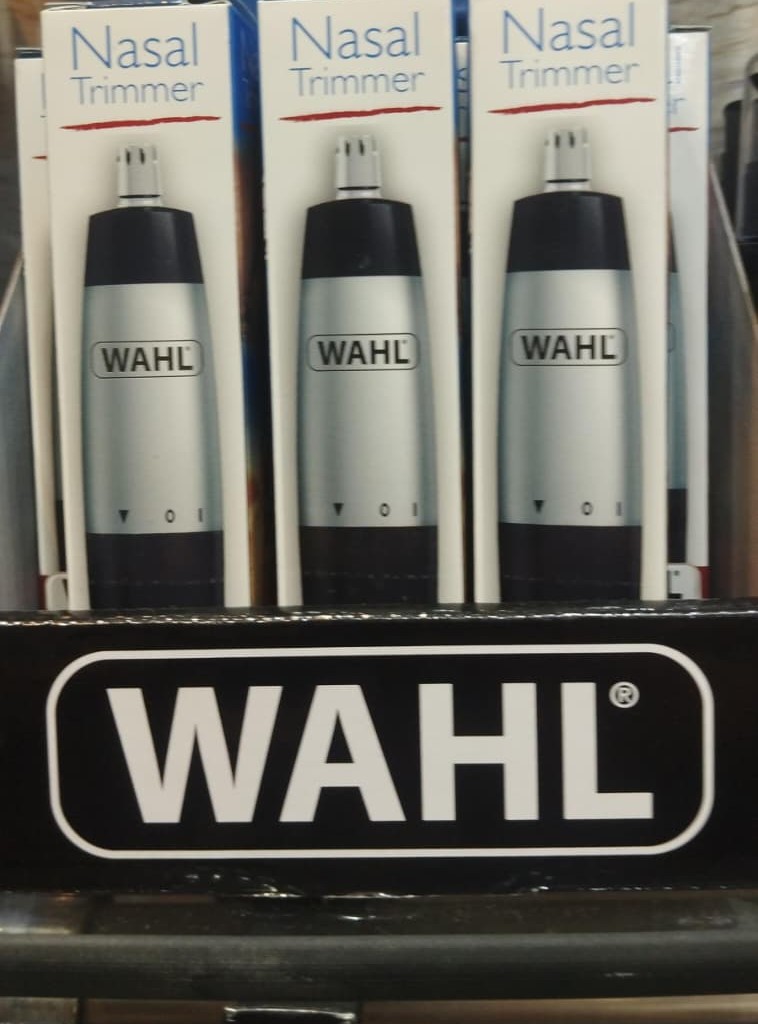 Nasal
Trimmer
WAHL
▼ O I
Nasal
Trimmer
WAHL
▼ O I
Nasal
Trimmer
WAHL
▼ O I
WAHL®